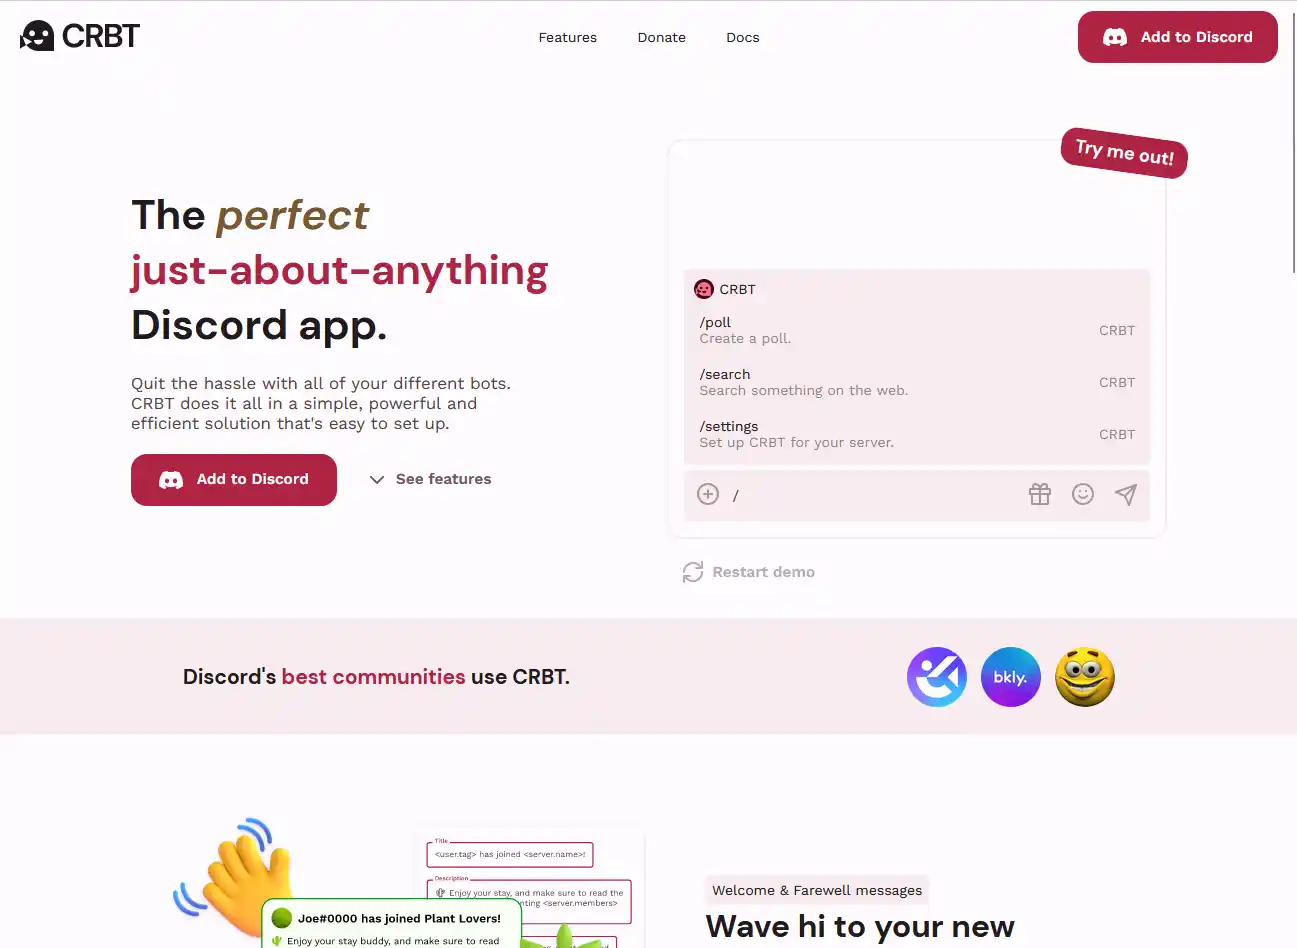 CRBT
Features
Donate
Docs
Add to Discord
The perfect
just-about-anything
Discord app.
Quit the hassle with all of your different bots.
CRBT does it all in a simple, powerful and
efficient solution that's easy to set up.
Add to Discord
See features
Try me out!
CRBT
/poll
Create a poll.
CRBT
/search
Search something on the web.
CRBT
/settings
Set up CRBT for your server.
CRBT
/
Restart demo
Discord's best communities use CRBT.
bkly.
Title
<user.tag> has joined <server.name>!
Description
Enjoy your stay, and make sure to read the
nting <server.members>
Joe#0000 has joined Plant Lovers!
Enjoy your stay buddy, and make sure to read
Welcome & Farewell messages
Wave hi to your new